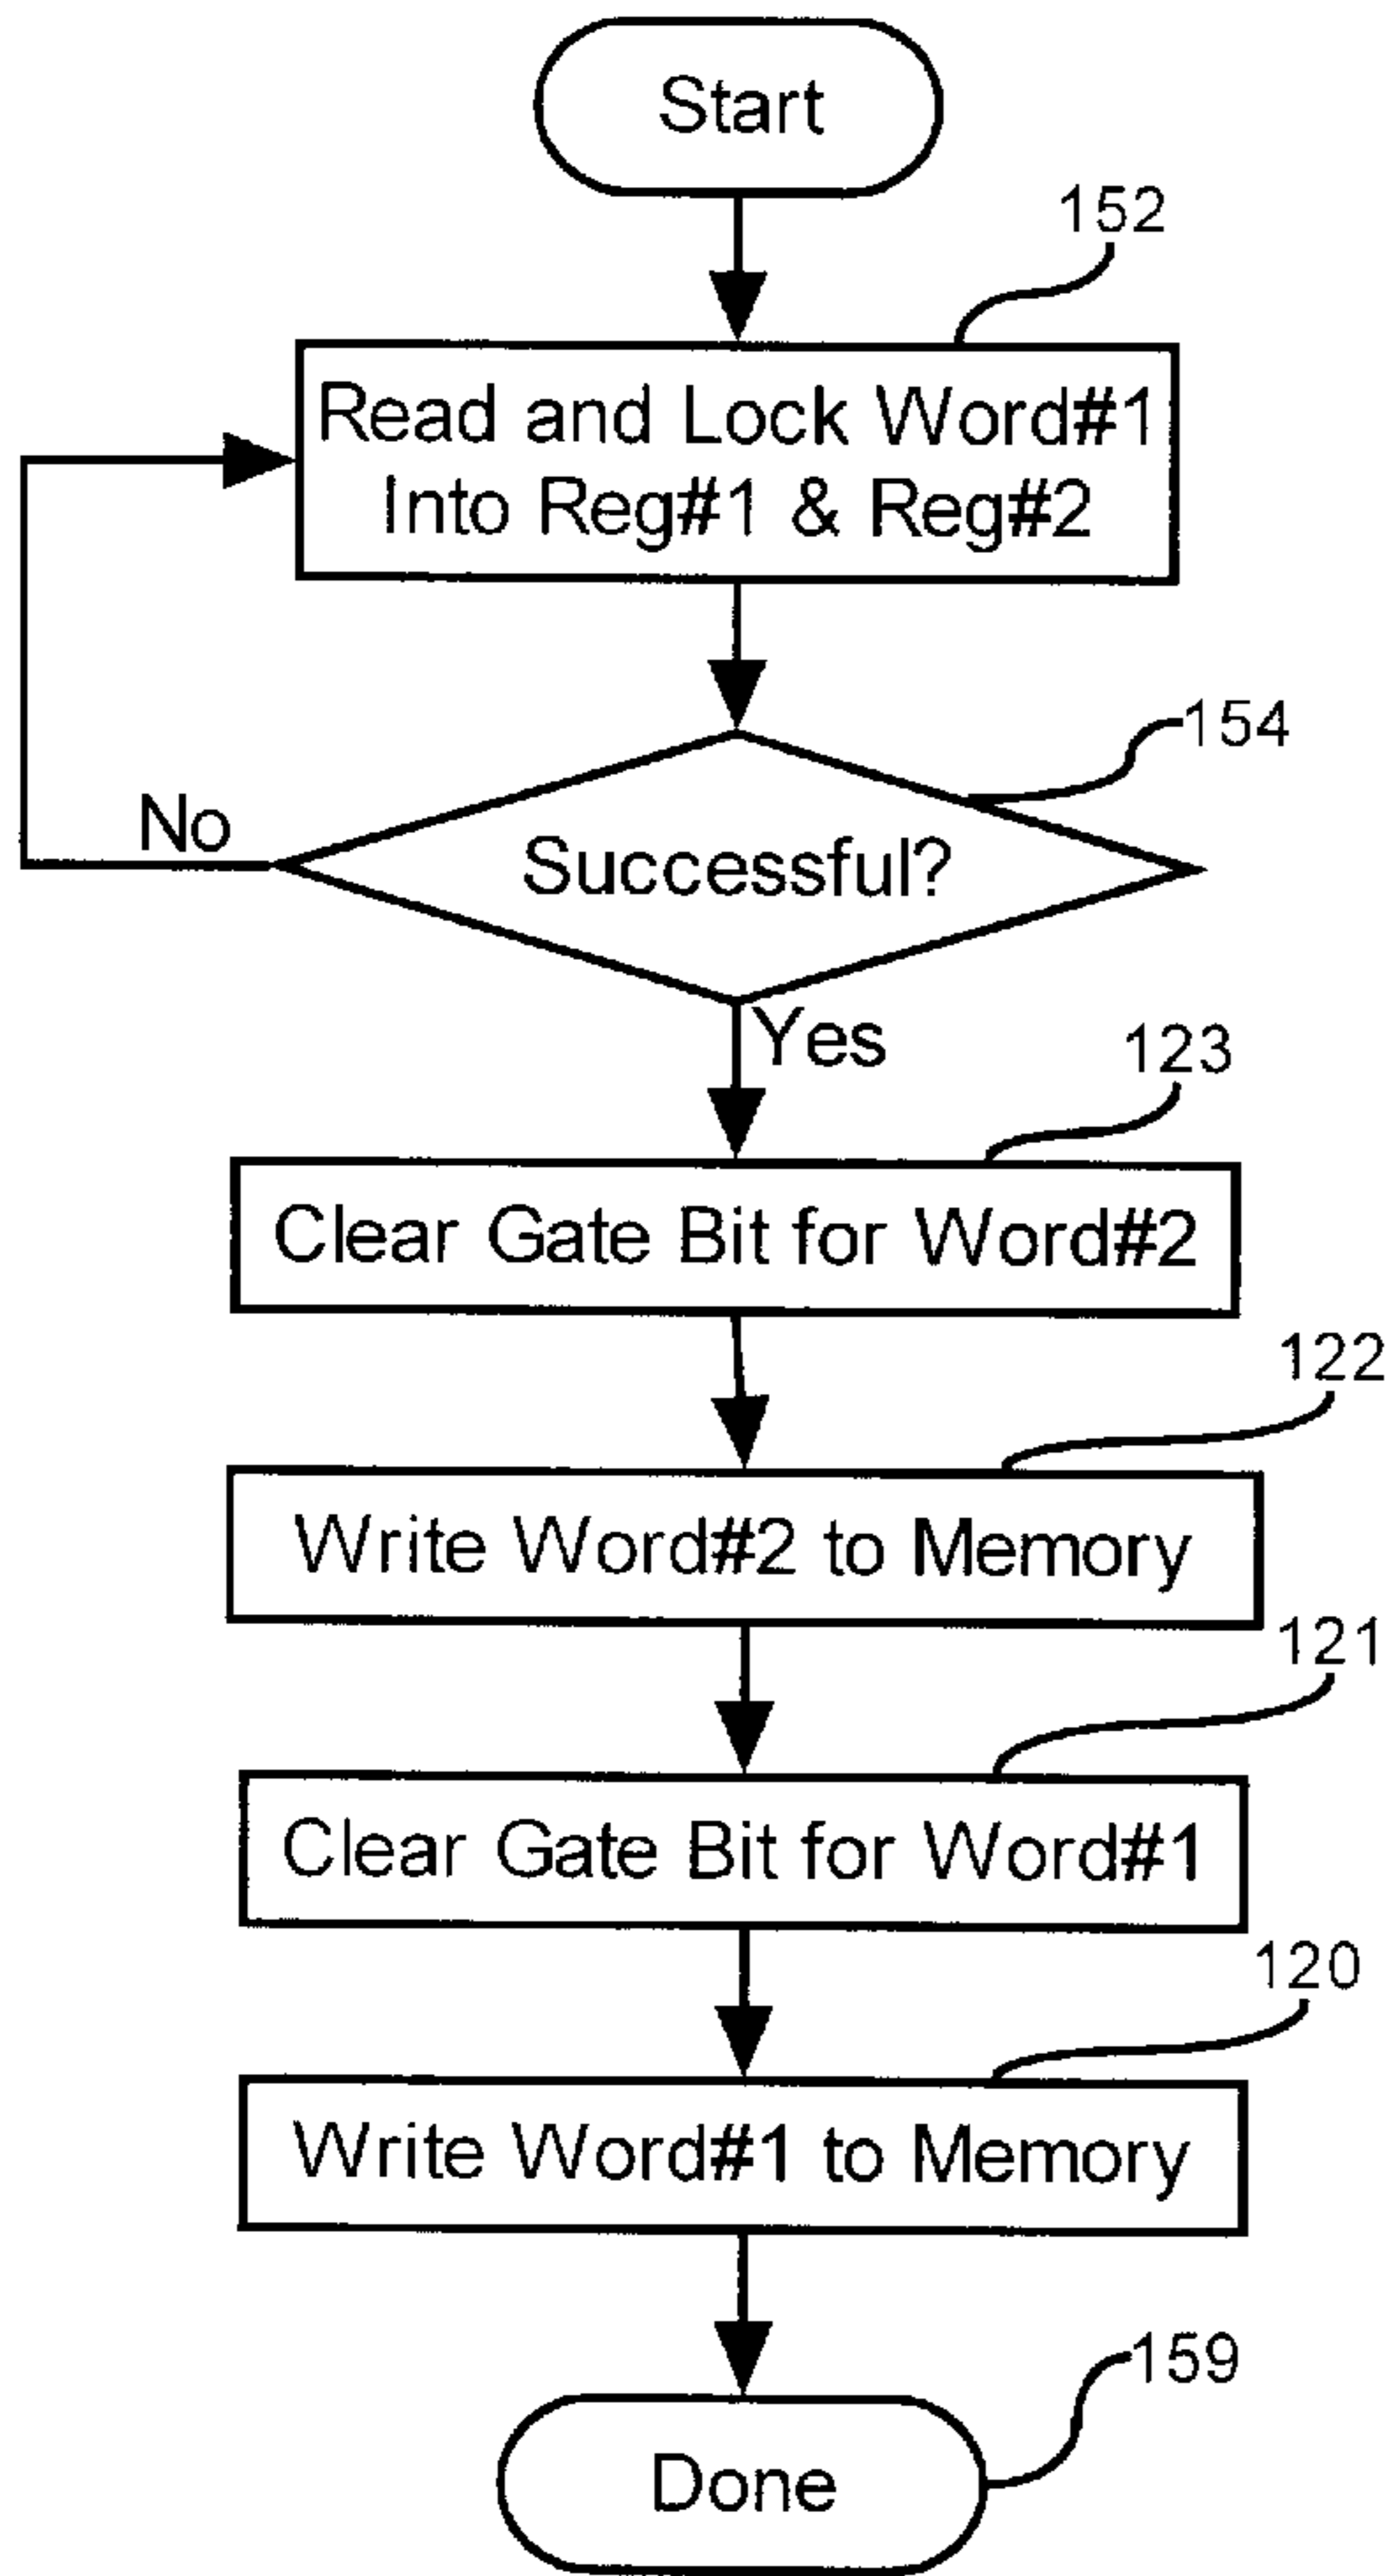 Start
152
Read and Lock Word#1
Into Reg#1 & Reg#2
154
Successful?
No
Yes
123
Clear Gate Bit for Word#2
122
Write Word#2 to Memory
121
Clear Gate Bit for Word#1
120
Write Word#1 to Memory
159
Done